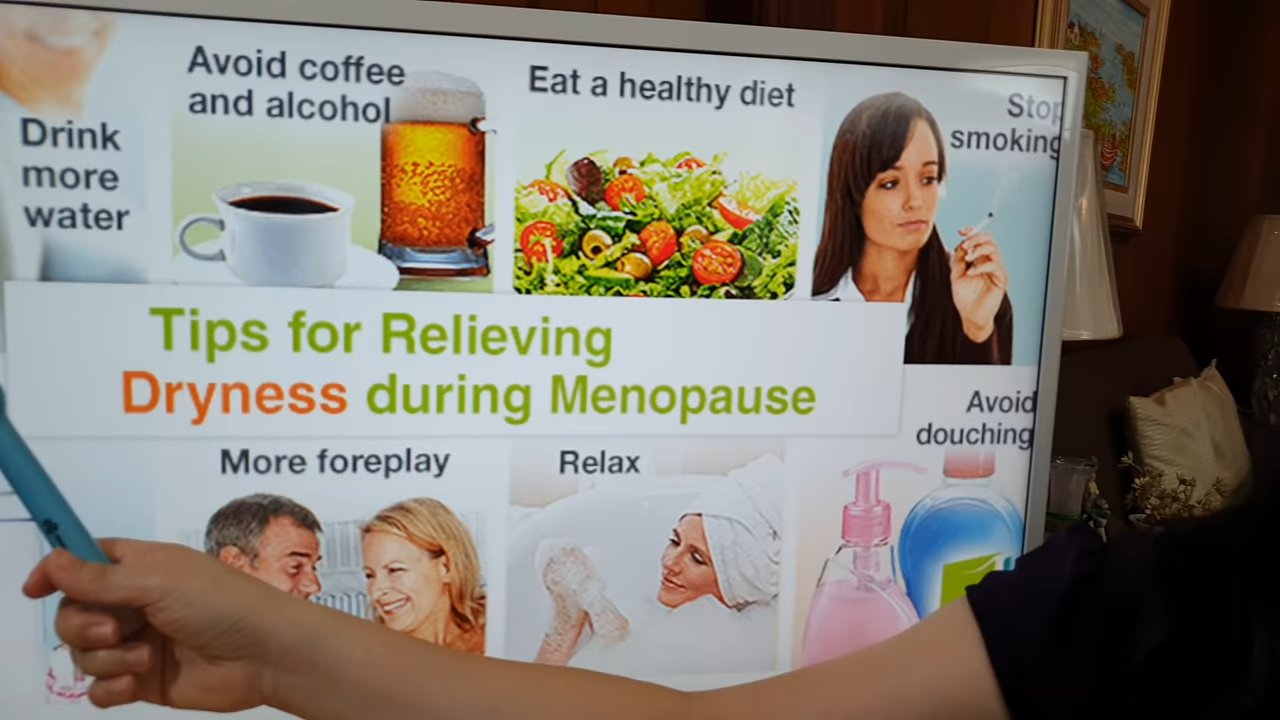 Drink
more
water
Avoid coffee
and alcohol
Eat a healthy diet
Stop
smoking
Tips for Relieving
Dryness during Menopause
More foreplay
Relax
Avoid
douching